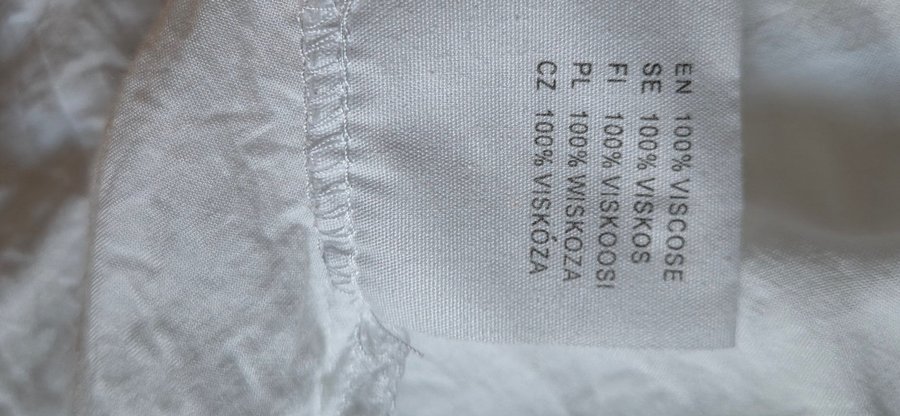 EN 100% VISCOSE
SE 100% VISKOS
FI 100% VISKOOSI
PL 100% WISKOZA
CZ 100% VISKÓZA